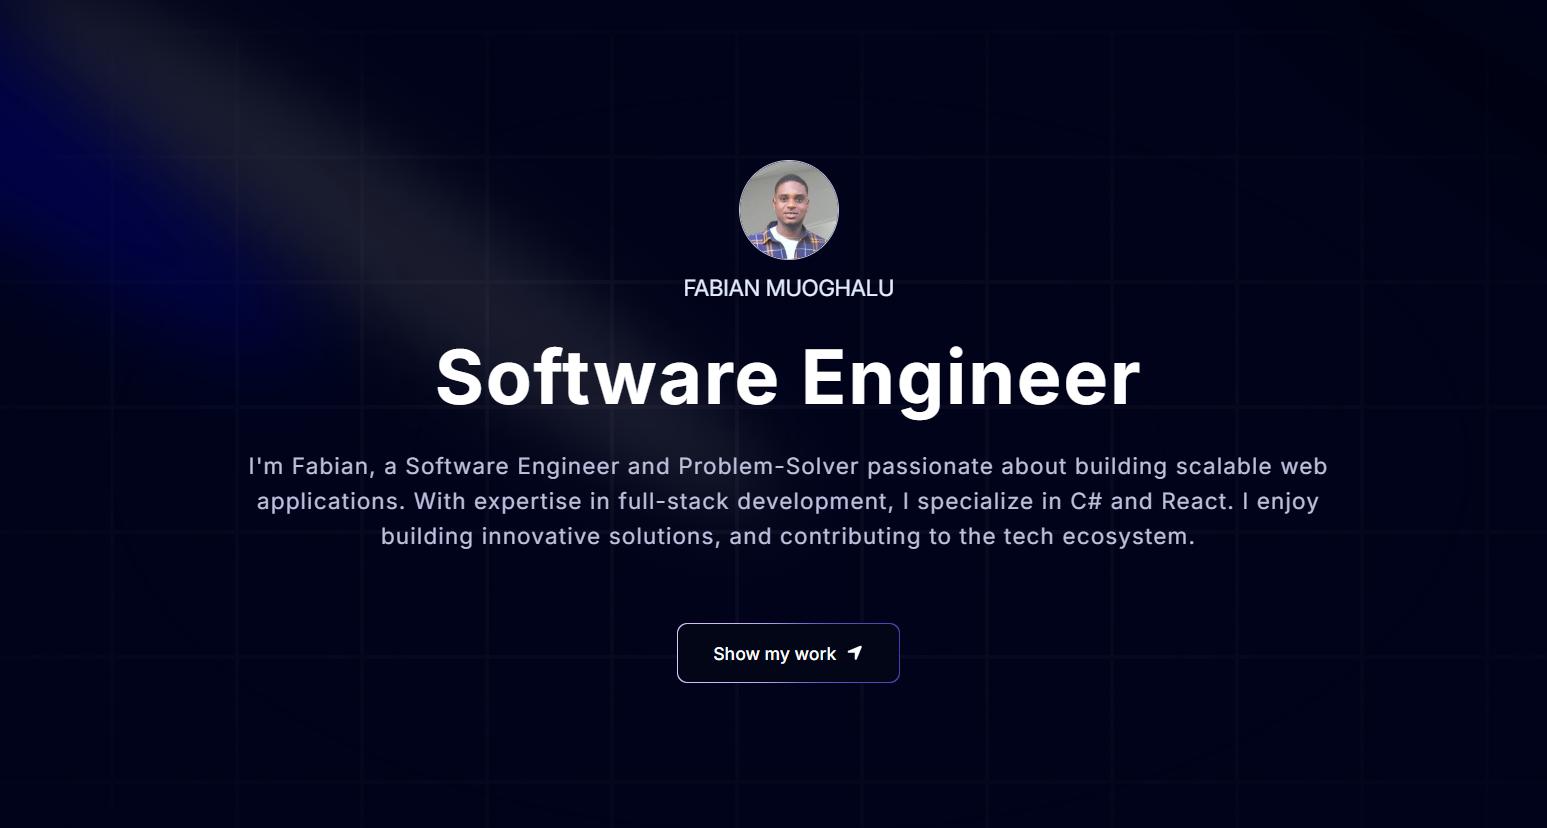 FABIAN MUOGHALU
Software Engineer
I'm Fabian, a Software Engineer and Problem-Solver passionate about building scalable web
applications. With expertise in full-stack development, I specialize in C# and React. I enjoy
building innovative solutions, and contributing to the tech ecosystem.
Show my work